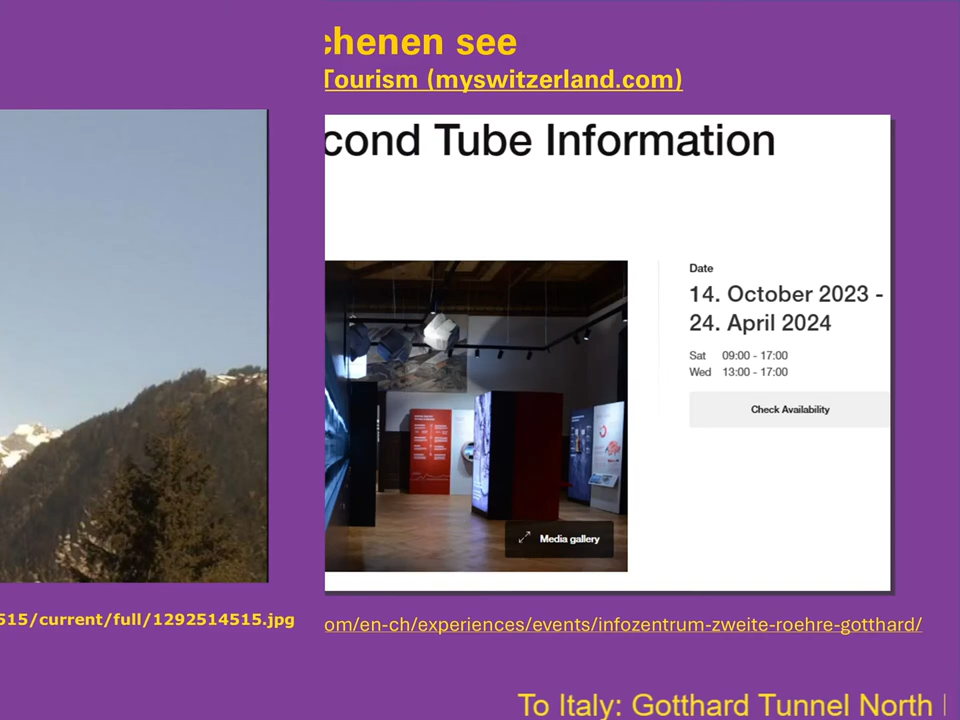 chenen see
Tourism (myswitzerland.com)
cond Tube Information
Date
14. October 2023 -
24. April 2024
Sat 09:00 - 17:00
Wed 13:00 - 17:00
Check Availability
Media gallery
515/current/full/1292514515.jpg
om/en-ch/experiences/events/infozentrum-zweite-roehre-gotthard/
To Italy: Gotthard Tunnel North